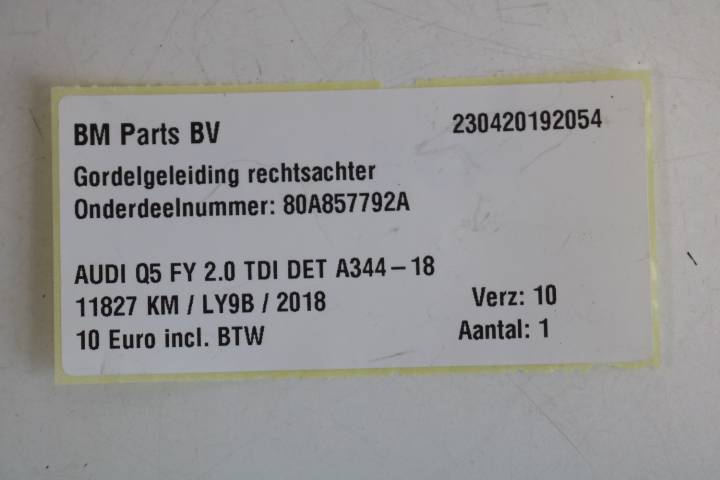 BM Parts BV 230420192054
Gordelgeleiding rechtsachter
Onderdeelnummer: 80A857792A
AUDI Q5 FY 2.0 TDI DET A344-18
11827 KM / LY9B / 2018 Verz: 10
10 Euro incl. BTW Aantal: 1